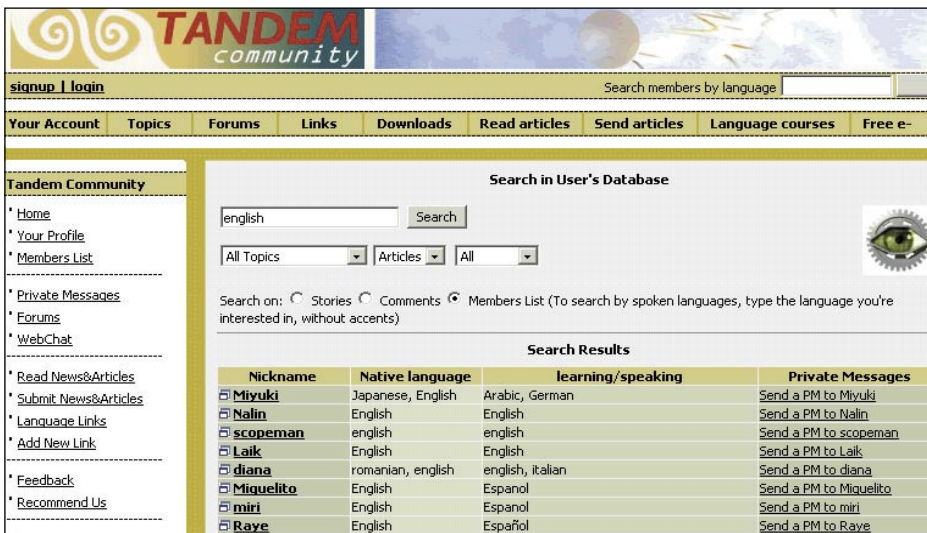 TANDEM
community
signup | login
Search members by language
Your Account Topics Forums Links Downloads Read articles Send articles Language courses Free e-
Tandem Community
Home
Your Profile
Members List
Private Messages
Forums
WebChat
Read News&Articles
Submit News&Articles
Language Links
Add New Link
Feedback
Recommend Us
Search in User's Database
english Search
All Topics Articles All
Search on: Stories Comments Members List (To search by spoken languages, type the language you're
interested in, without accents)
Search Results
Nickname Native language learning/speaking Private Messages
Miyuki Japanese, English Arabic, German Send a PM to Miyuki
Nalin English English Send a PM to Nalin
scopeman english english Send a PM to scopeman
Laik English English Send a PM to Laik
diana romanian, english english, italian Send a PM to diana
Miguelito English Espanol Send a PM to Miguelito
miri English Espanol Send a PM to miri
Raye English Español Send a PM to Raye